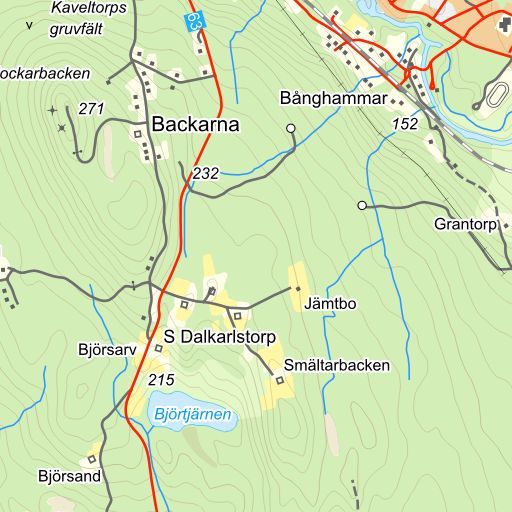 Kaveltorps
gruvfält
63
ockarbacken
271
Backarna
Bånghammar
152
232
Grantorp
Jämtbo
S Dalkarlstorp
Björsarv
Smältarbacken
215
Björtjärnen
Björsand